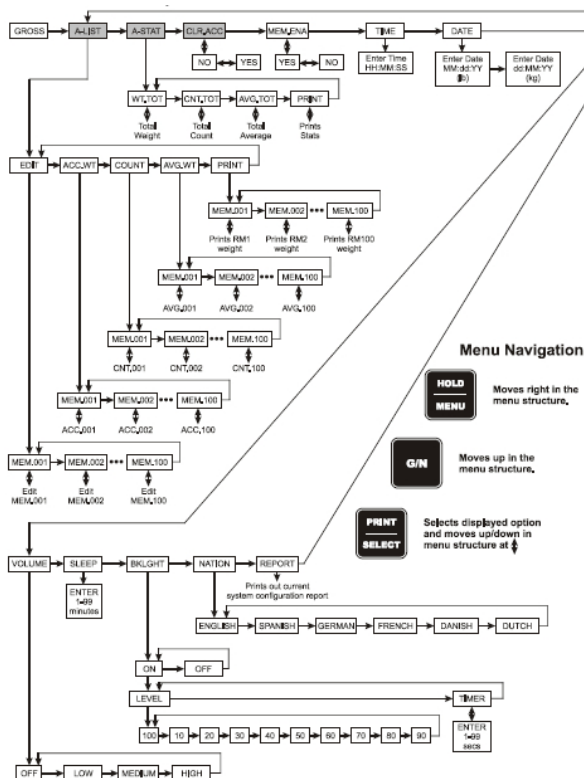 GROSS A-LIST A-STAT CLR.ACC MEM.ENA TIME DATE
NO YES YES NO
Enter Time
HH:MM:SS
Enter Date
MM:dd:YY
(lb)
Enter Date
dd:MM:YY
(kg)
WT.TOT CNT.TOT AVG.TOT PRINT
Total
Weight
Total
Count
Total
Average
Prints
Stats
EDIT ACC.WT COUNT AVG.WT PRINT
MEM.001 MEM.002 ••• MEM.100
Prints RM1
weight
Prints RM2
weight
Prints RM100
weight
MEM.001 MEM.002 ••• MEM.100
AVG.001 AVG.002 AVG.100
MEM.001 MEM.002 ••• MEM.100
CNT.001 CNT.002 CNT.100
MEM.001 MEM.002 ••• MEM.100
ACC.001 ACC.002 ACC.100
MEM.001 MEM.002 ••• MEM.100
Edit
MEM.001
Edit
MEM.002
Edit
MEM.100
Menu Navigation
HOLD
MENU
Moves right in the
menu structure.
G/N
Moves up in the
menu structure.
PRINT
SELECT
Selects displayed option
and moves up/down in
menu structure at
VOLUME SLEEP BKLGHT NATION REPORT
ENTER
1-99
minutes
Prints out current
system configuration report
ENGLISH SPANISH GERMAN FRENCH DANISH DUTCH
ON OFF
LEVEL TIMER
100 10 20 30 40 50 60 70 80 90
ENTER
1-99
secs
OFF LOW MEDIUM HIGH